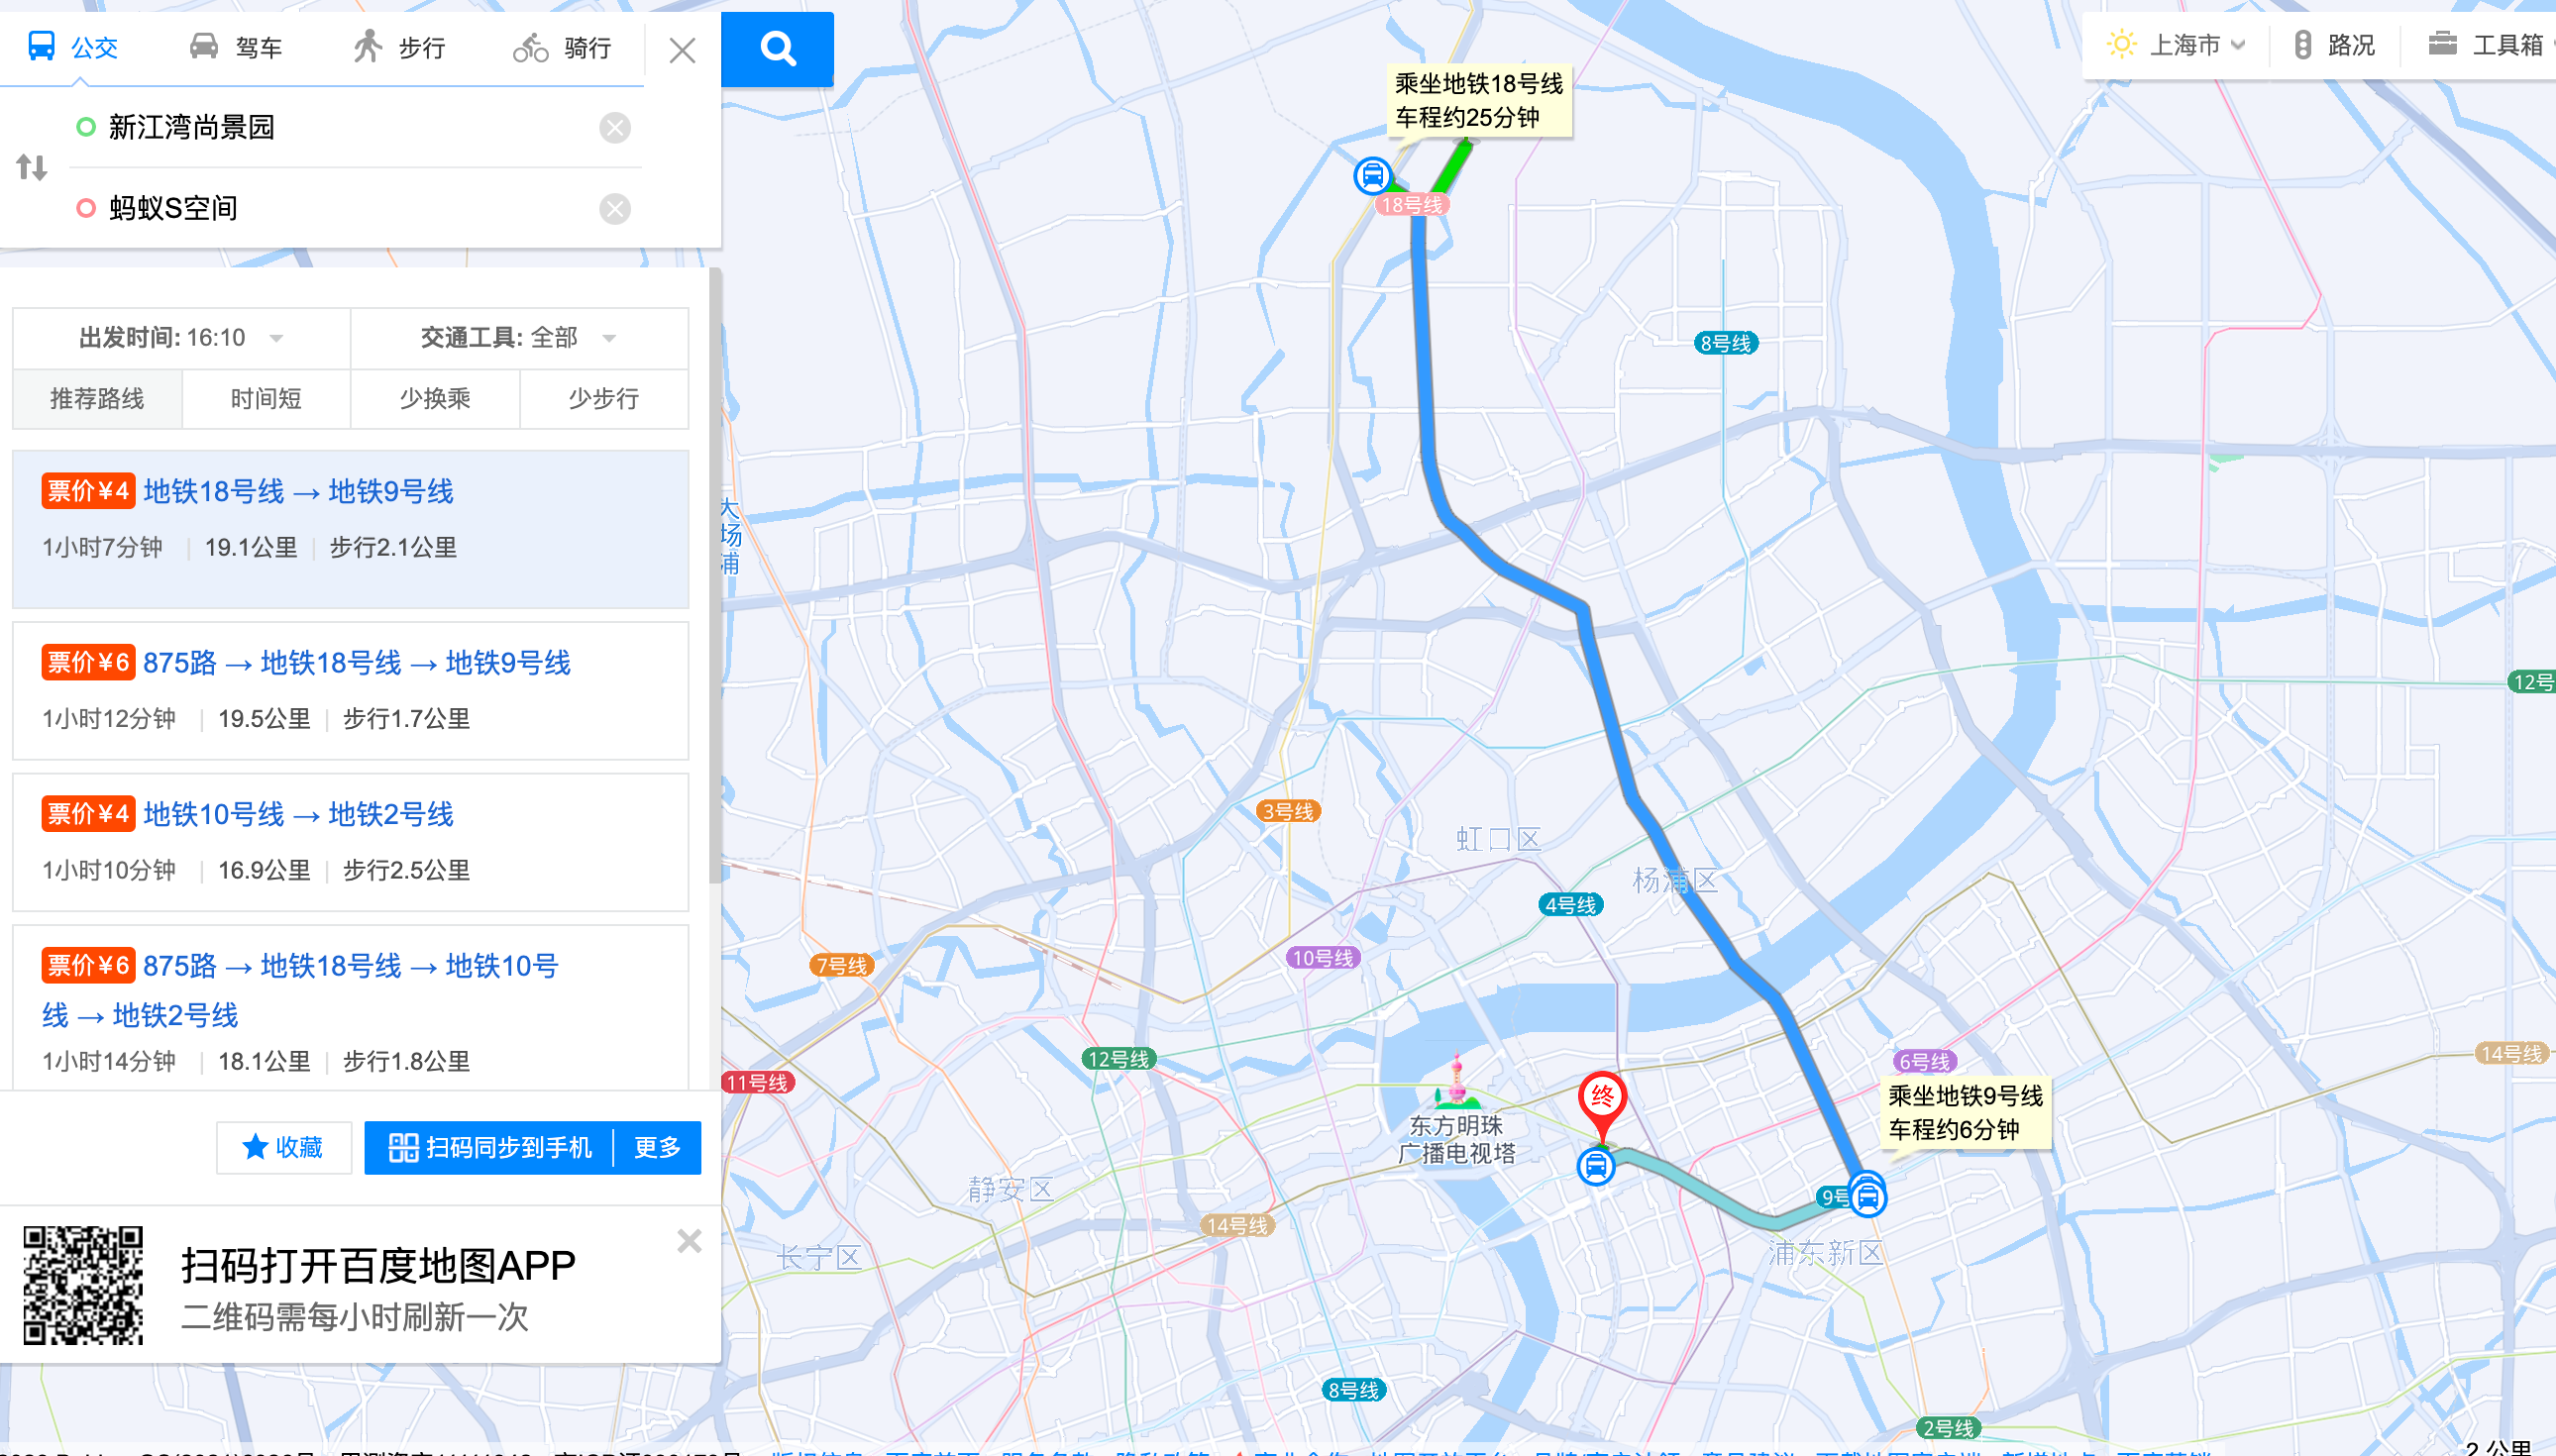 公交
驾车
步行
骑行
新江湾尚景园
蚂蚁S空间
出发时间: 16:10
交通工具: 全部
推荐路线
时间短
少换乘
少步行
票价¥4 地铁18号线 → 地铁9号线
1小时7分钟 | 19.1公里 | 步行2.1公里
票价¥6 875路 → 地铁18号线 → 地铁9号线
1小时12分钟 | 19.5公里 | 步行1.7公里
票价¥4 地铁10号线 → 地铁2号线
1小时10分钟 | 16.9公里 | 步行2.5公里
票价¥6 875路 → 地铁18号线 → 地铁10号
线 → 地铁2号线
1小时14分钟 | 18.1公里 | 步行1.8公里
收藏
扫码同步到手机 | 更多
扫码打开百度地图APP
二维码需每小时刷新一次
上海市
路况
工具箱
乘坐地铁18号线
车程约25分钟
18号线
8号线
大场浦
12号
3号线
虹口区
杨浦区
4号线
10号线
7号线
12号线
11号线
6号线
14号线
乘坐地铁9号线
车程约6分钟
终
东方明珠
广播电视塔
9号
静安区
14号线
长宁区
浦东新区
8号线
2号线
2公里